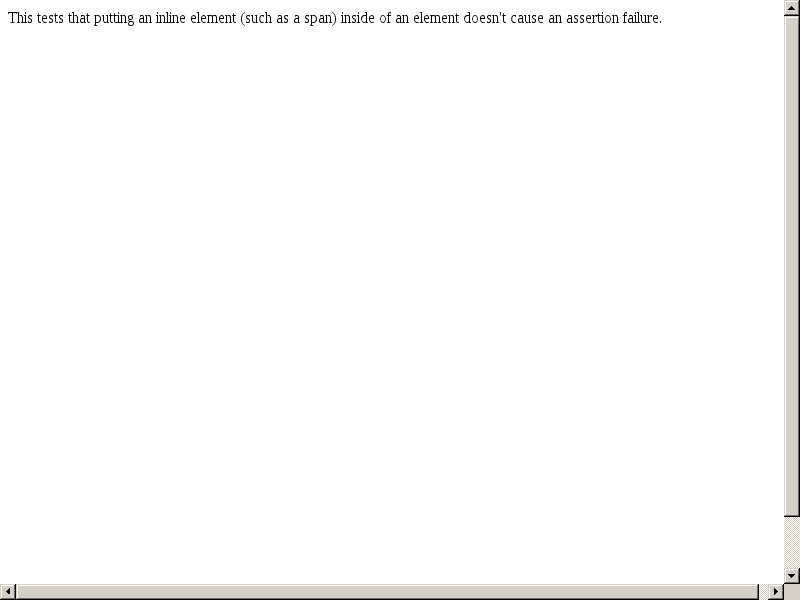 This tests that putting an inline element (such as a span) inside of an element doesn't cause an assertion failure.